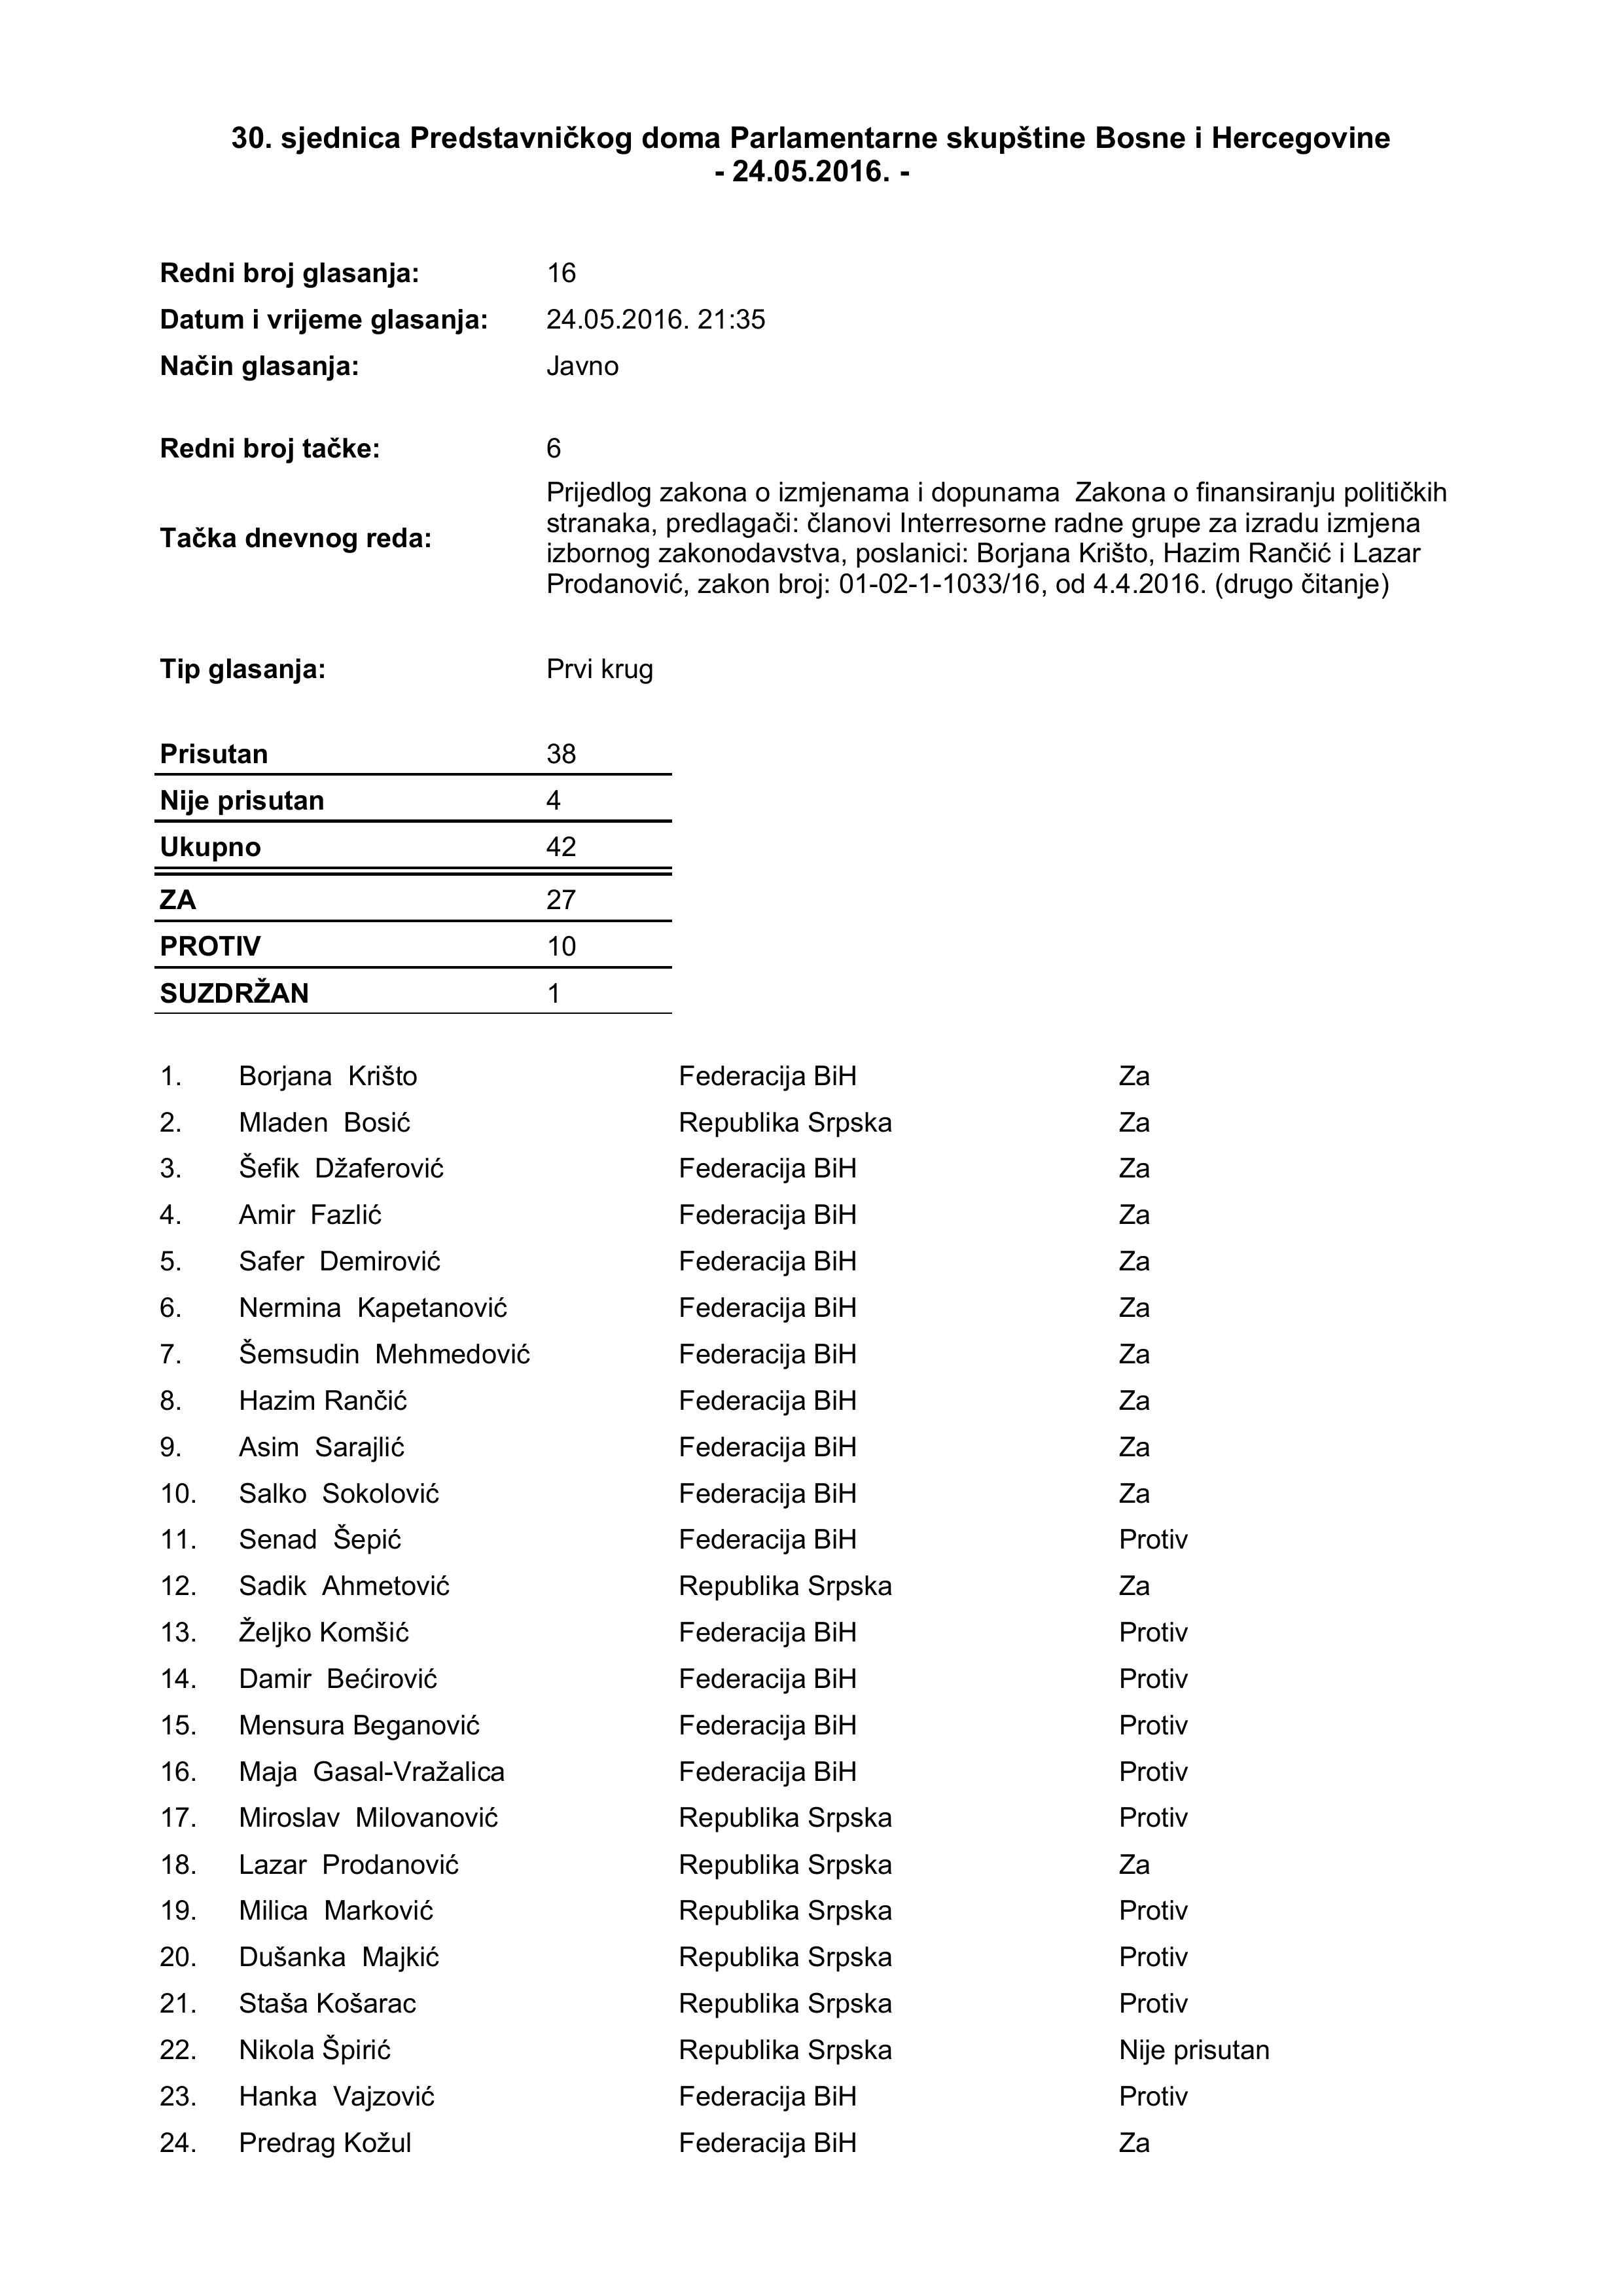 30. sjednica Predstavničkog doma Parlamentarne skupštine Bosne i Hercegovine
- 24.05.2016. -
Redni broj glasanja: 16
Datum i vrijeme glasanja: 24.05.2016. 21:35
Način glasanja: Javno
Redni broj tačke: 6
Tačka dnevnog reda: Prijedlog zakona o izmjenama i dopunama  Zakona o finansiranju političkih
stranaka, predlagači: članovi Interresorne radne grupe za izradu izmjena
izbornog zakonodavstva, poslanici: Borjana Krišto, Hazim Rančić i Lazar
Prodanović, zakon broj: 01-02-1-1033/16, od 4.4.2016. (drugo čitanje)
Tip glasanja: Prvi krug
Prisutan 38
Nije prisutan 4
Ukupno 42
ZA 27
PROTIV 10
SUZDRŽAN 1
1. Borjana  Krišto Federacija BiH Za
2. Mladen  Bosić Republika Srpska Za
3. Šefik  Džaferović Federacija BiH Za
4. Amir  Fazlić Federacija BiH Za
5. Safer  Demirović Federacija BiH Za
6. Nermina  Kapetanović Federacija BiH Za
7. Šemsudin  Mehmedović Federacija BiH Za
8. Hazim Rančić Federacija BiH Za
9. Asim  Sarajlić Federacija BiH Za
10. Salko  Sokolović Federacija BiH Za
11. Senad  Šepić Federacija BiH Protiv
12. Sadik  Ahmetović Republika Srpska Za
13. Željko Komšić Federacija BiH Protiv
14. Damir  Bećirović Federacija BiH Protiv
15. Mensura Beganović Federacija BiH Protiv
16. Maja  Gasal-Vražalica Federacija BiH Protiv
17. Miroslav  Milovanović Republika Srpska Protiv
18. Lazar  Prodanović Republika Srpska Za
19. Milica  Marković Republika Srpska Protiv
20. Dušanka  Majkić Republika Srpska Protiv
21. Staša Košarac Republika Srpska Protiv
22. Nikola Špirić Republika Srpska Nije prisutan
23. Hanka  Vajzović Federacija BiH Protiv
24. Predrag Kožul Federacija BiH Za